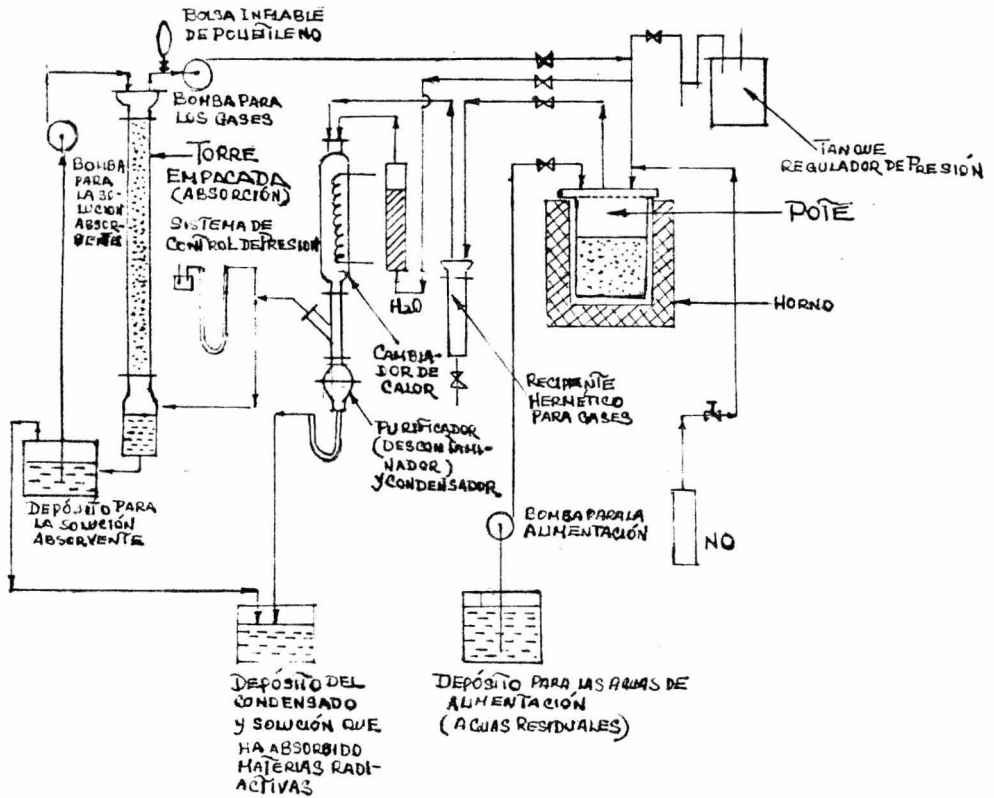 BOLSA INFLABLE
DE POLIETILENO
BOMBA PARA
LOS GASES
TORRE
EMPACADA
(ABSORCIÓN)
BOMBA
PARA
LA SO-
LUCION
ABSOR-
BENTE
SISTEMA DE
CONTROL DE PRESION
H2O
CAMBIA-
DOR DE
CALOR
PURIFICADOR
(DESCONTAMI-
NADOR)
Y CONDENSADOR
RECIPIENTE
HERMÉTICO
PARA GASES
TANQUE
REGULADOR DE PRESIÓN
POTE
HORNO
NO
BOMBA PARA LA
ALIMENTACIÓN
DEPÓSITO PARA
LA SOLUCIÓN
ABSORVENTE
DEPÓSITO DEL
CONDENSADO
Y SOLUCIÓN QUE
HA ABSORBIDO
MATERIAS RADI-
ACTIVAS
DEPÓSITO PARA LAS AGUAS DE
ALIMENTACIÓN
(AGUAS RESIDUALES)